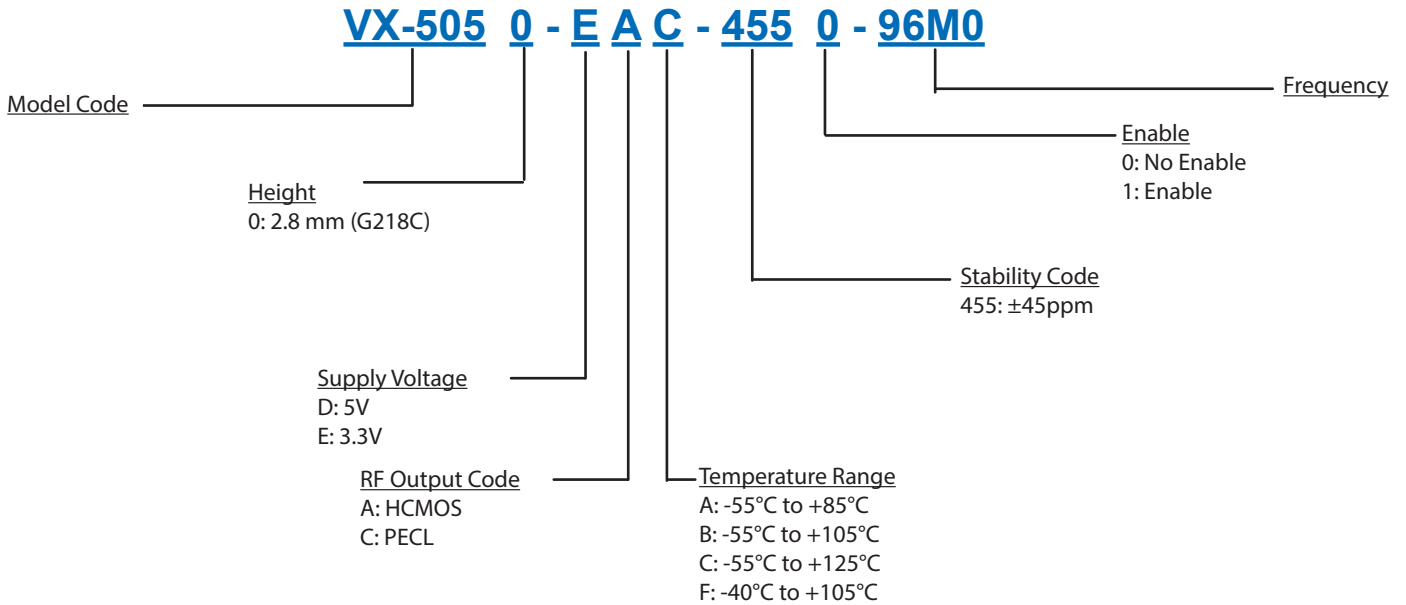 VX-505 0 - E A C - 455 0 - 96M0
Model Code
Frequency
Enable
0: No Enable
1: Enable
Height
0: 2.8 mm (G218C)
Stability Code
455: ±45ppm
Supply Voltage
D: 5V
E: 3.3V
RF Output Code
A: HCMOS
C: PECL
Temperature Range
A: -55°C to +85°C
B: -55°C to +105°C
C: -55°C to +125°C
F: -40°C to +105°C